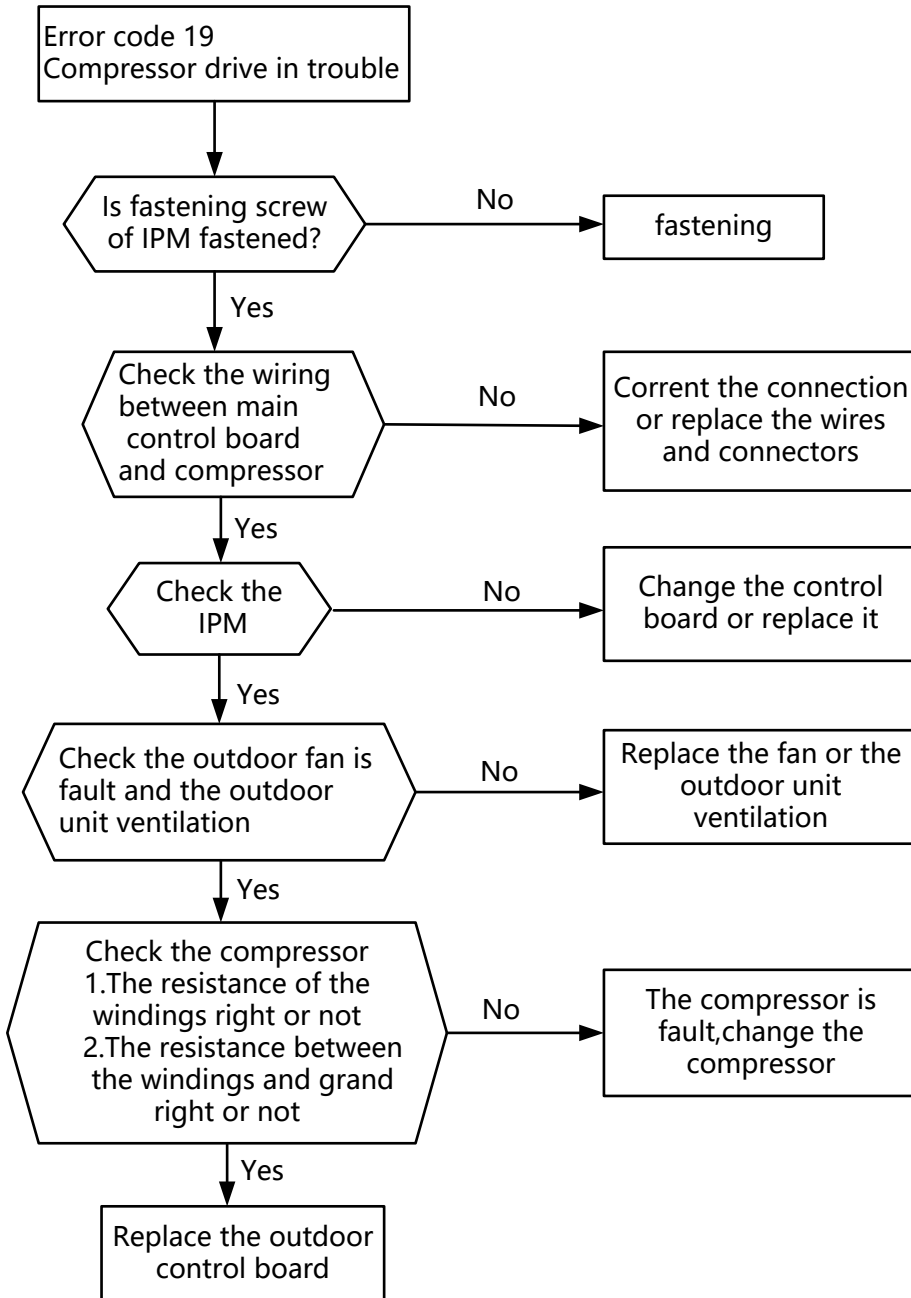 Error code 19
Compressor drive in trouble
Is fastening screw
of IPM fastened?
No
fastening
Yes
Check the wiring
between main
control board
and compressor
No
Corrent the connection
or replace the wires
and connectors
Yes
Check the
IPM
No
Change the control
board or replace it
Yes
Check the outdoor fan is
fault and the outdoor
unit ventilation
No
Replace the fan or the
outdoor unit
ventilation
Yes
Check the compressor
1.The resistance of the
windings right or not
2.The resistance between
the windings and grand
right or not
No
The compressor is
fault,change the
compressor
Yes
Replace the outdoor
control board